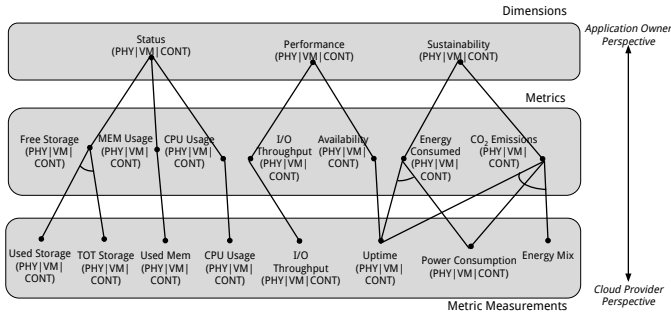 Dimensions
Application Owner
Perspective
Status
(PHY|VM|CONT)
Performance
(PHY|VM|CONT)
Sustainability
(PHY|VM|CONT)
Metrics
Free Storage
(PHY|VM|
CONT)
MEM Usage
(PHY|VM|
CONT)
CPU Usage
(PHY|VM|
CONT)
I/O
Throughput
(PHY|VM|
CONT)
Availability
(PHY|VM|
CONT)
Energy
Consumed
(PHY|VM|
CONT)
CO2 Emissions
(PHY|VM|
CONT)
Used Storage
(PHY|VM|
CONT)
TOT Storage
(PHY|VM|
CONT)
Used Mem
(PHY|VM|
CONT)
CPU Usage
(PHY|VM|
CONT)
I/O
Throughput
(PHY|VM|CONT)
Uptime
(PHY|VM|
CONT)
Power Consumption
(PHY|VM|CONT)
Energy Mix
Metric Measurements
Cloud Provider
Perspective